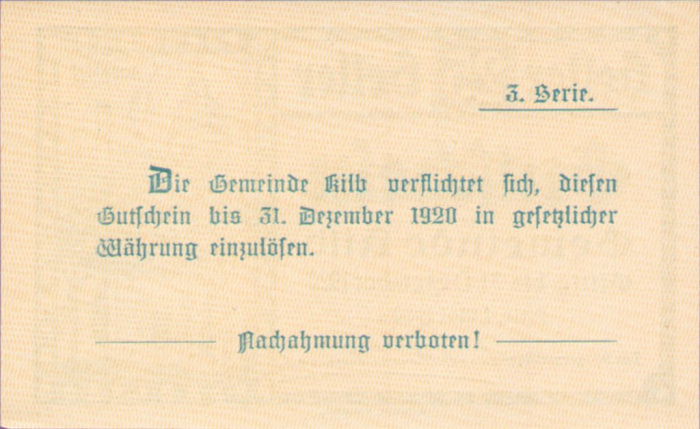 3. Serie.
Die Gemeinde Kilb verflichtet sich, diesen
Gutschein bis 31. Dezember 1920 in gesetzlicher
Währung einzulösen.
Nachahmung verboten!